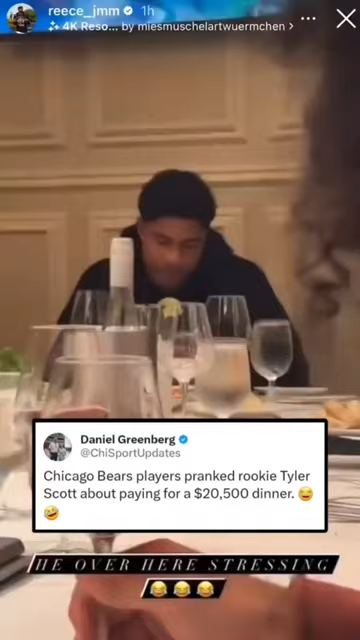 reece_jmm 1h
4K Reso... by miesmuschelartwuermchen >
Daniel Greenberg
@ChiSportUpdates
Chicago Bears players pranked rookie Tyler
Scott about paying for a $20,500 dinner. 😂
🤣
HE OVER HERE STRESSING
😂😂😂